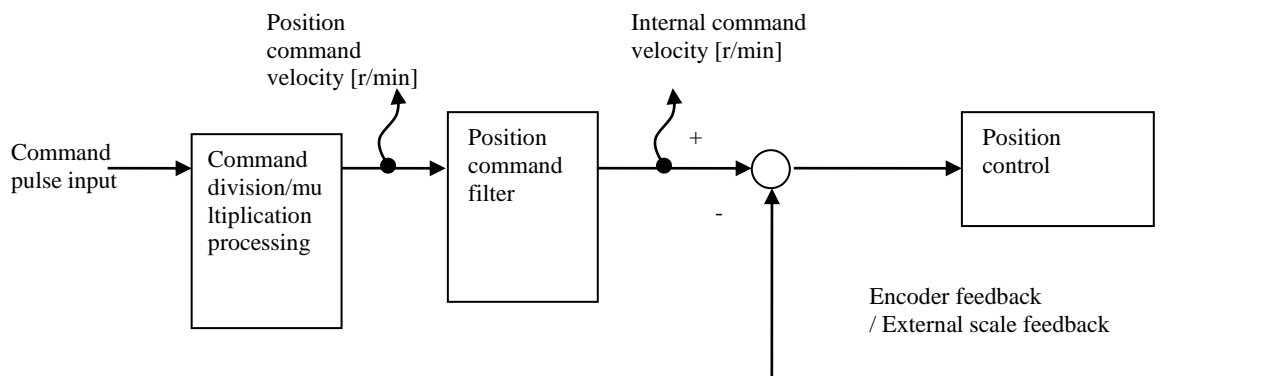 Position
command
velocity [r/min]
Internal command
velocity [r/min]
Command
pulse input
Command
division/mu
ltiplication
processing
Position
command
filter
+
-
Position
control
Encoder feedback
/ External scale feedback